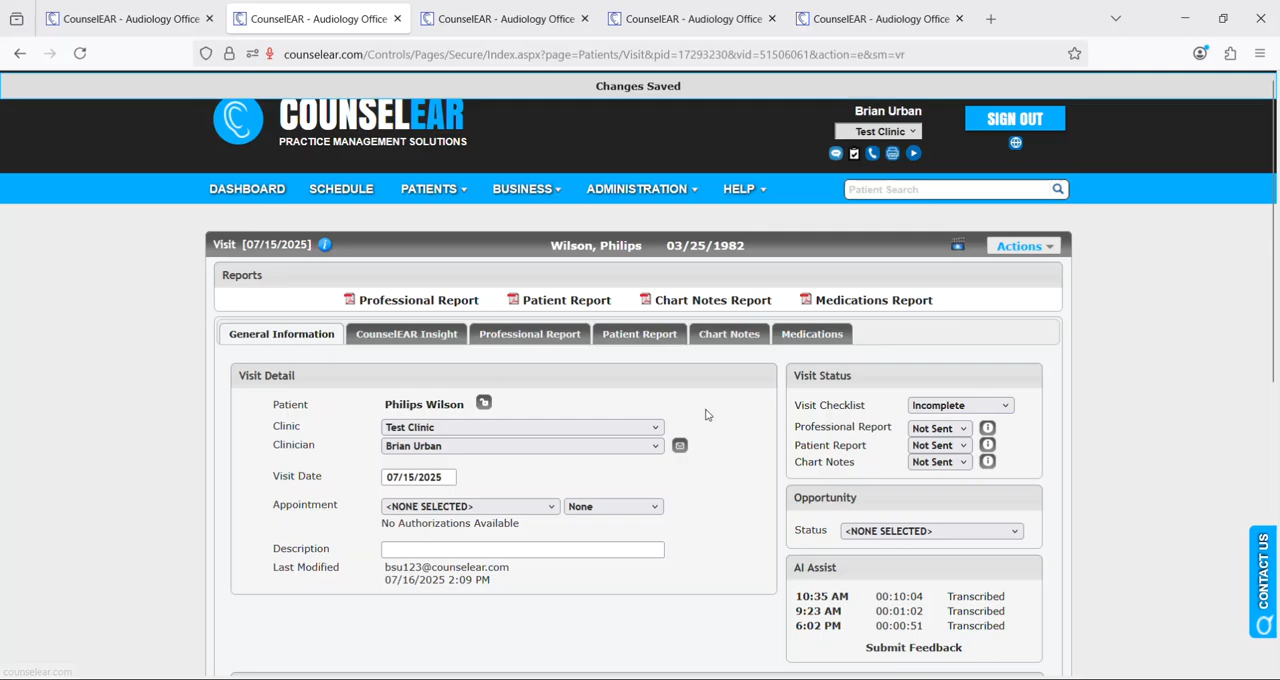 CounselEAR - Audiology Office
CounselEAR - Audiology Office
CounselEAR - Audiology Office
CounselEAR - Audiology Office
CounselEAR - Audiology Office
counselear.com/Controls/Pages/Secure/Index.aspx?page=Patients/Visit&pid=17293230&vid=51506061&action=e&sm=vr
Changes Saved
COUNSELEAR
PRACTICE MANAGEMENT SOLUTIONS
Brian Urban
Test Clinic
SIGN OUT
DASHBOARD SCHEDULE PATIENTS BUSINESS ADMINISTRATION HELP
Patient Search
Visit [07/15/2025]
Wilson, Philips 03/25/1982
Actions
Reports
Professional Report Patient Report Chart Notes Report Medications Report
General Information CounselEAR Insight Professional Report Patient Report Chart Notes Medications
Visit Detail
Patient Philips Wilson
Clinic Test Clinic
Clinician Brian Urban
Visit Date 07/15/2025
Appointment <NONE SELECTED> None
No Authorizations Available
Description
Last Modified bsu123@counselear.com
07/16/2025 2:09 PM
Visit Status
Visit Checklist Incomplete
Professional Report Not Sent
Patient Report Not Sent
Chart Notes Not Sent
Opportunity
Status <NONE SELECTED>
AI Assist
10:35 AM 00:10:04 Transcribed
9:23 AM 00:01:02 Transcribed
6:02 PM 00:00:51 Transcribed
Submit Feedback
CONTACT US
counselear.com